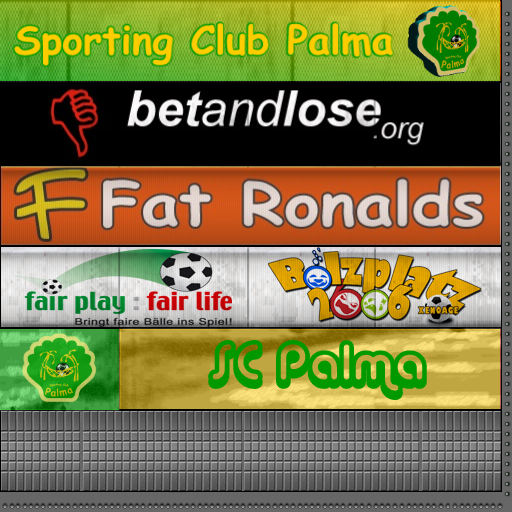 Sporting Club Palma
Palma
betandlose.org
F Fat Ronalds
fair play : fair life
Bringt faire Bälle ins Spiel!
Bolzplatz
2006
XENOAGE
Palma
SC Palma